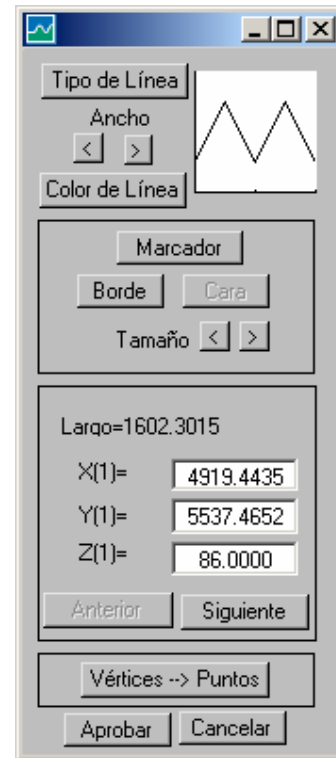 Tipo de Línea
Ancho
< >
Color de Línea
Marcador
Borde Cara
Tamaño < >
Largo=1602.3015
X(1)= 4919.4435
Y(1)= 5537.4652
Z(1)= 86.0000
Anterior Siguiente
Vértices --> Puntos
Aprobar Cancelar